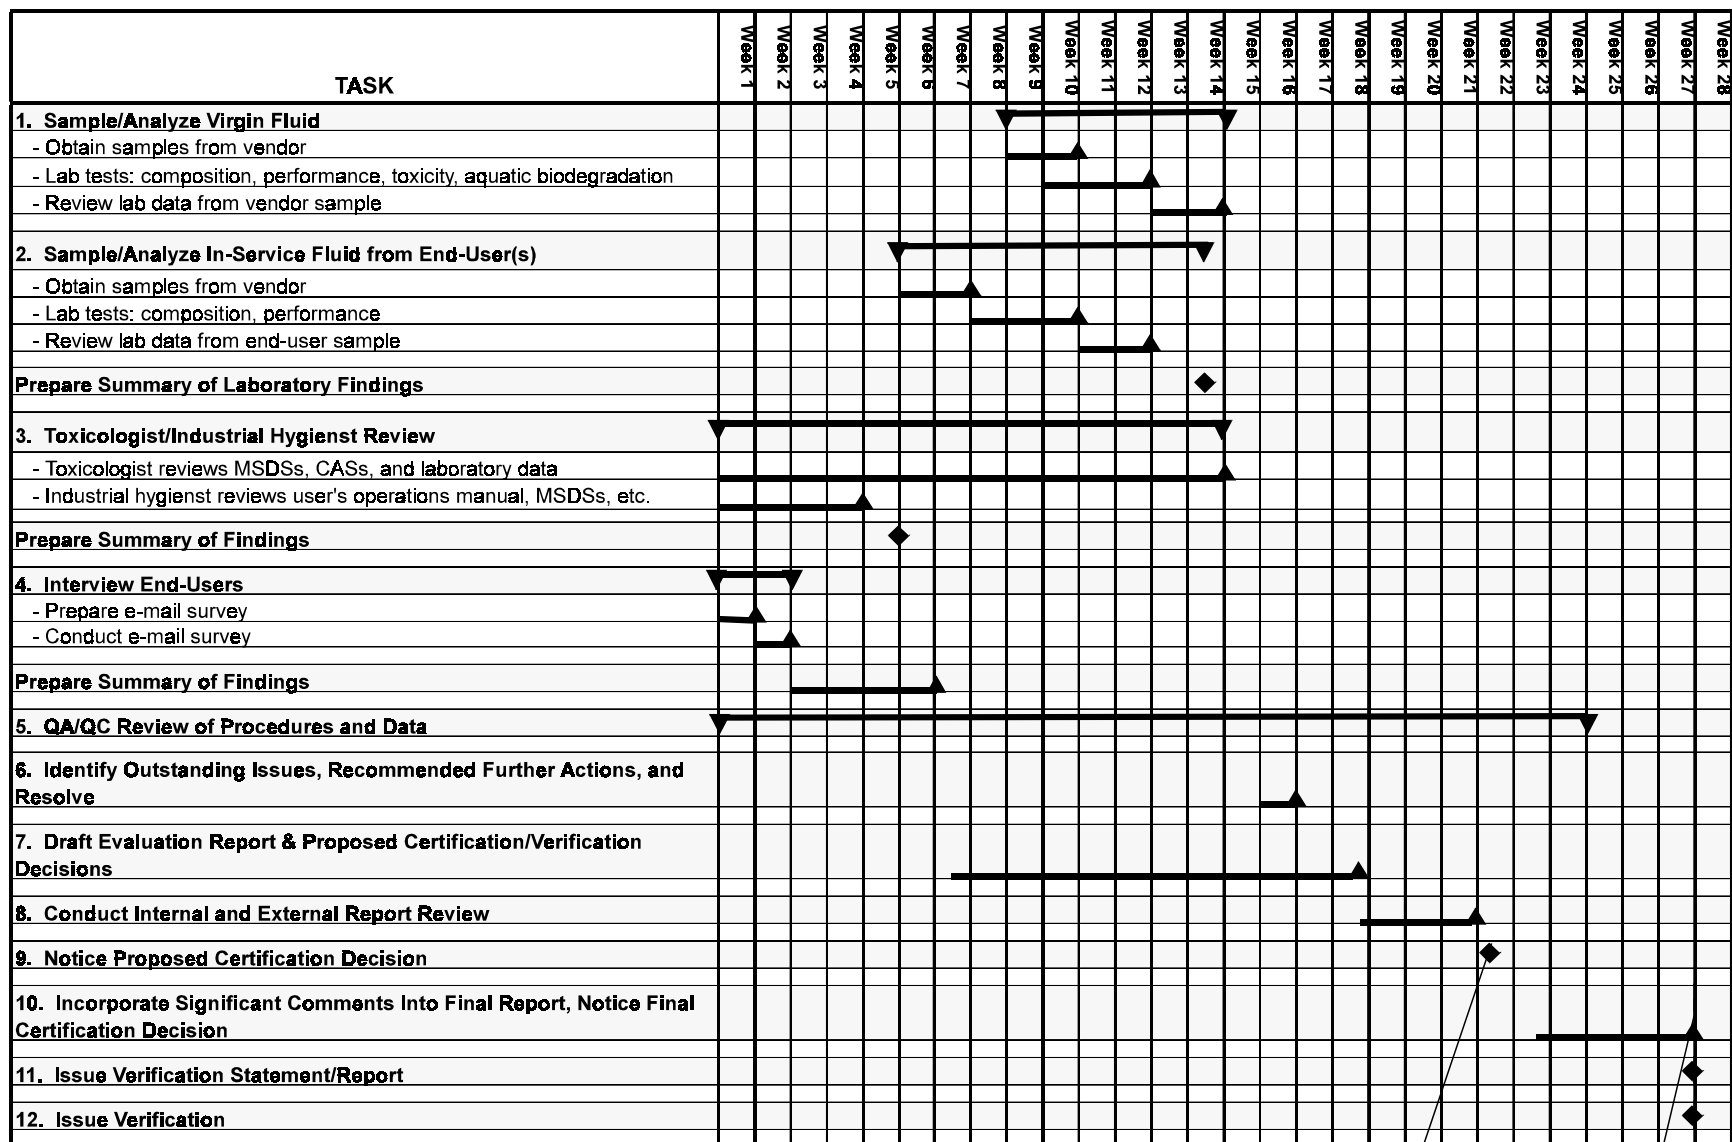 TASK
Week 1
Week 2
Week 3
Week 4
Week 5
Week 6
Week 7
Week 8
Week 9
Week 10
Week 11
Week 12
Week 13
Week 14
Week 15
Week 16
Week 17
Week 18
Week 19
Week 20
Week 21
Week 22
Week 23
Week 24
Week 25
Week 26
Week 27
Week 28
1. Sample/Analyze Virgin Fluid
- Obtain samples from vendor
- Lab tests: composition, performance, toxicity, aquatic biodegradation
- Review lab data from vendor sample
2. Sample/Analyze In-Service Fluid from End-User(s)
- Obtain samples from vendor
- Lab tests: composition, performance
- Review lab data from end-user sample
Prepare Summary of Laboratory Findings
3. Toxicologist/Industrial Hygienst Review
- Toxicologist reviews MSDSs, CASs, and laboratory data
- Industrial hygienst reviews user's operations manual, MSDSs, etc.
Prepare Summary of Findings
4. Interview End-Users
- Prepare e-mail survey
- Conduct e-mail survey
Prepare Summary of Findings
5. QA/QC Review of Procedures and Data
6. Identify Outstanding Issues, Recommended Further Actions, and
Resolve
7. Draft Evaluation Report & Proposed Certification/Verification
Decisions
8. Conduct Internal and External Report Review
9. Notice Proposed Certification Decision
10. Incorporate Significant Comments Into Final Report, Notice Final
Certification Decision
11. Issue Verification Statement/Report
12. Issue Verification